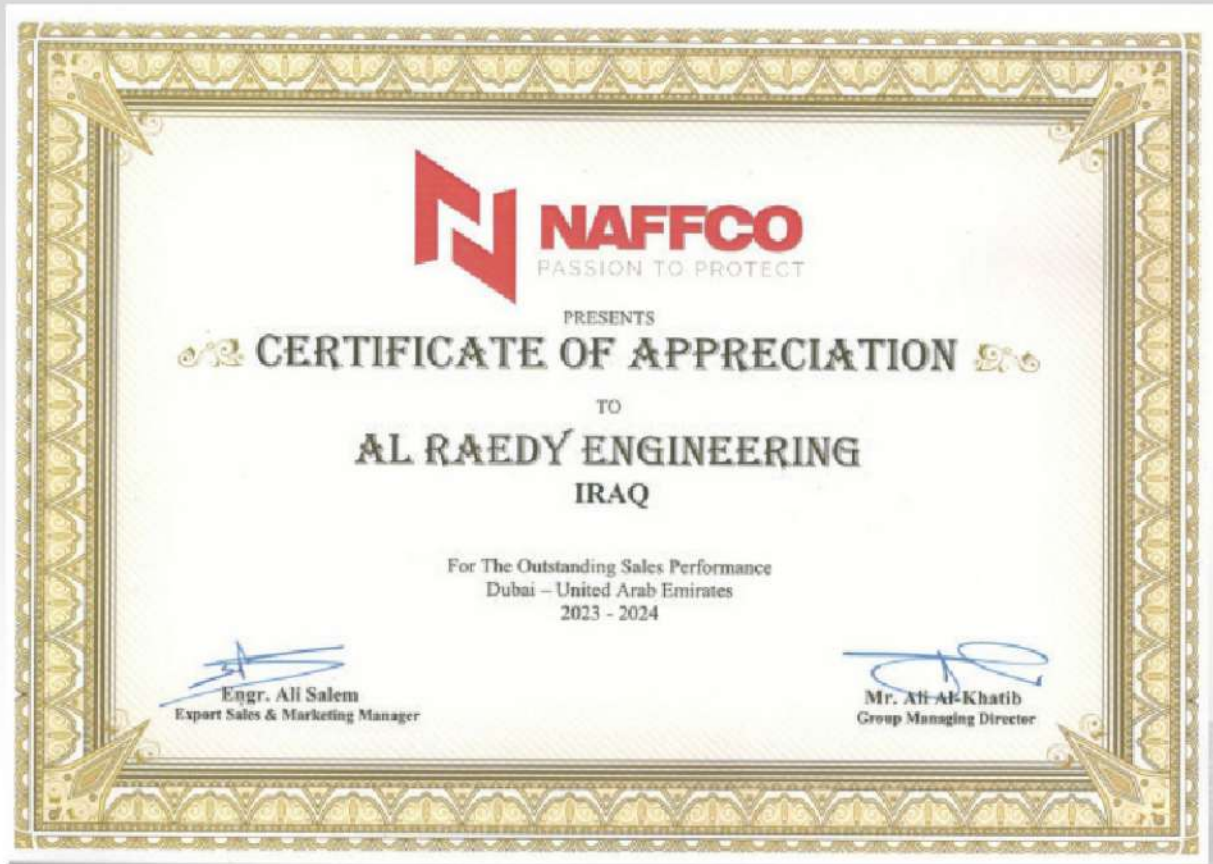 NAFFCO
PASSION TO PROTECT
PRESENTS
CERTIFICATE OF APPRECIATION
TO
AL RAEDY ENGINEERING
IRAQ
For The Outstanding Sales Performance
Dubai – United Arab Emirates
2023 - 2024
Engr. Ali Salem
Export Sales & Marketing Manager
Mr. Ali Al-Khatib
Group Managing Director